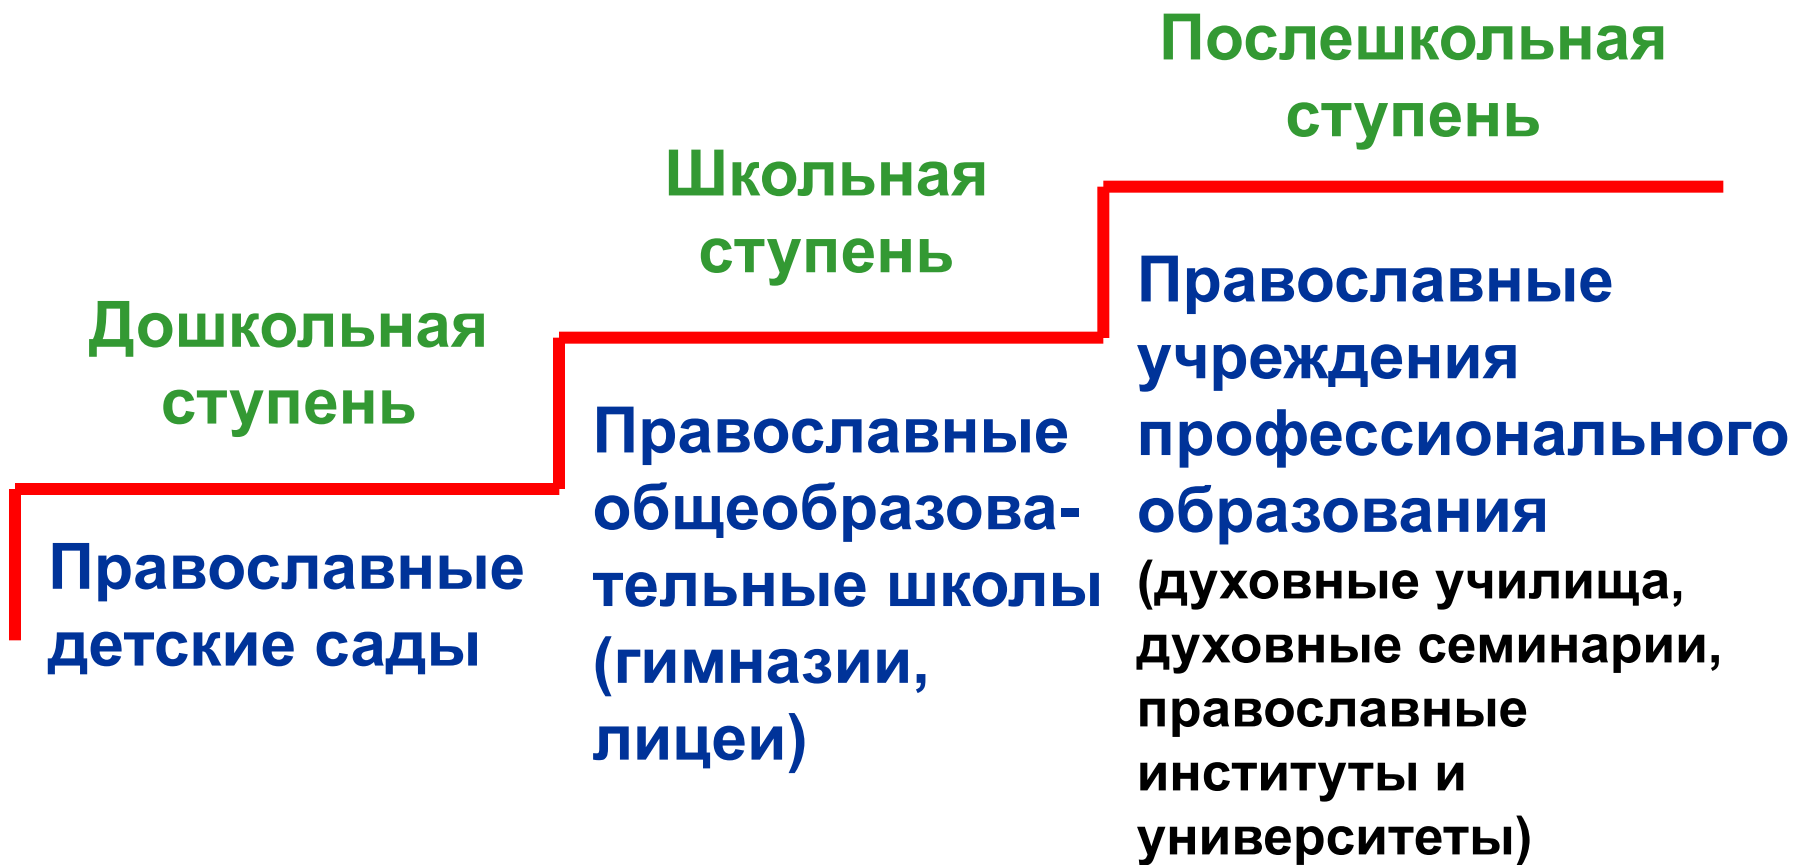 Дошкольная
ступень
Православные
детские сады
Школьная
ступень
Православные
общеобразова-
тельные школы
(гимназии,
лицеи)
Послешкольная
ступень
Православные
учреждения
профессионального
образования
(духовные училища,
духовные семинарии,
православные
институты и
университеты)